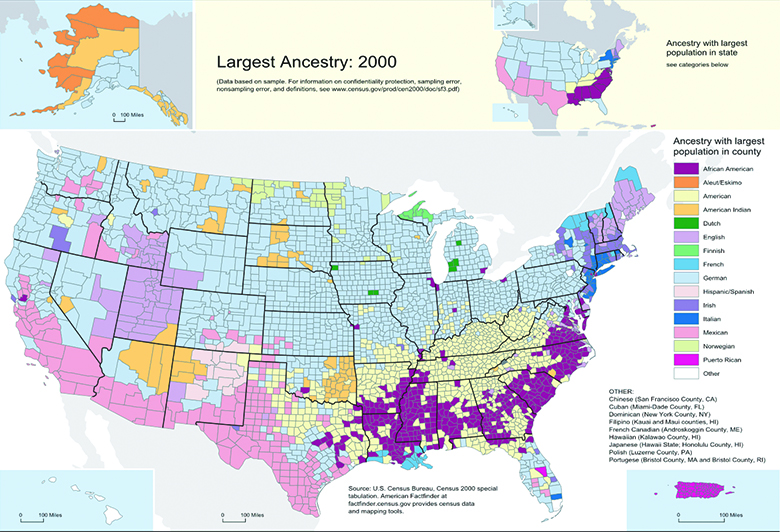 Largest Ancestry: 2000
(Data based on sample. For information on confidentiality protection, sampling error,
nonsampling error, and definitions, see www.census.gov/prod/cen2000/doc/sf3.pdf)
0 100 Miles
Ancestry with largest
population in state
see categories below
Ancestry with largest
population in county
African American
Aleut/Eskimo
American
American Indian
Dutch
English
Finnish
French
German
Hispanic/Spanish
Irish
Italian
Mexican
Norwegian
Puerto Rican
Other
OTHER:
Chinese (San Francisco County, CA)
Cuban (Miami-Dade County, FL)
Dominican (New York County, NY)
Filipino (Kauai and Maui counties, HI)
French Canadian (Androskoggin County, ME)
Hawaiian (Kalawao County, HI)
Japanese (Hawaii State; Honolulu County, HI)
Polish (Luzerne County, PA)
Portugese (Bristol County, MA and Bristol County, RI)
Source: U.S. Census Bureau, Census 2000 special
tabulation. American Factfinder at
factfinder.census.gov provides census data
and mapping tools.
0 100 Miles
0 100 Miles
0 100 Miles